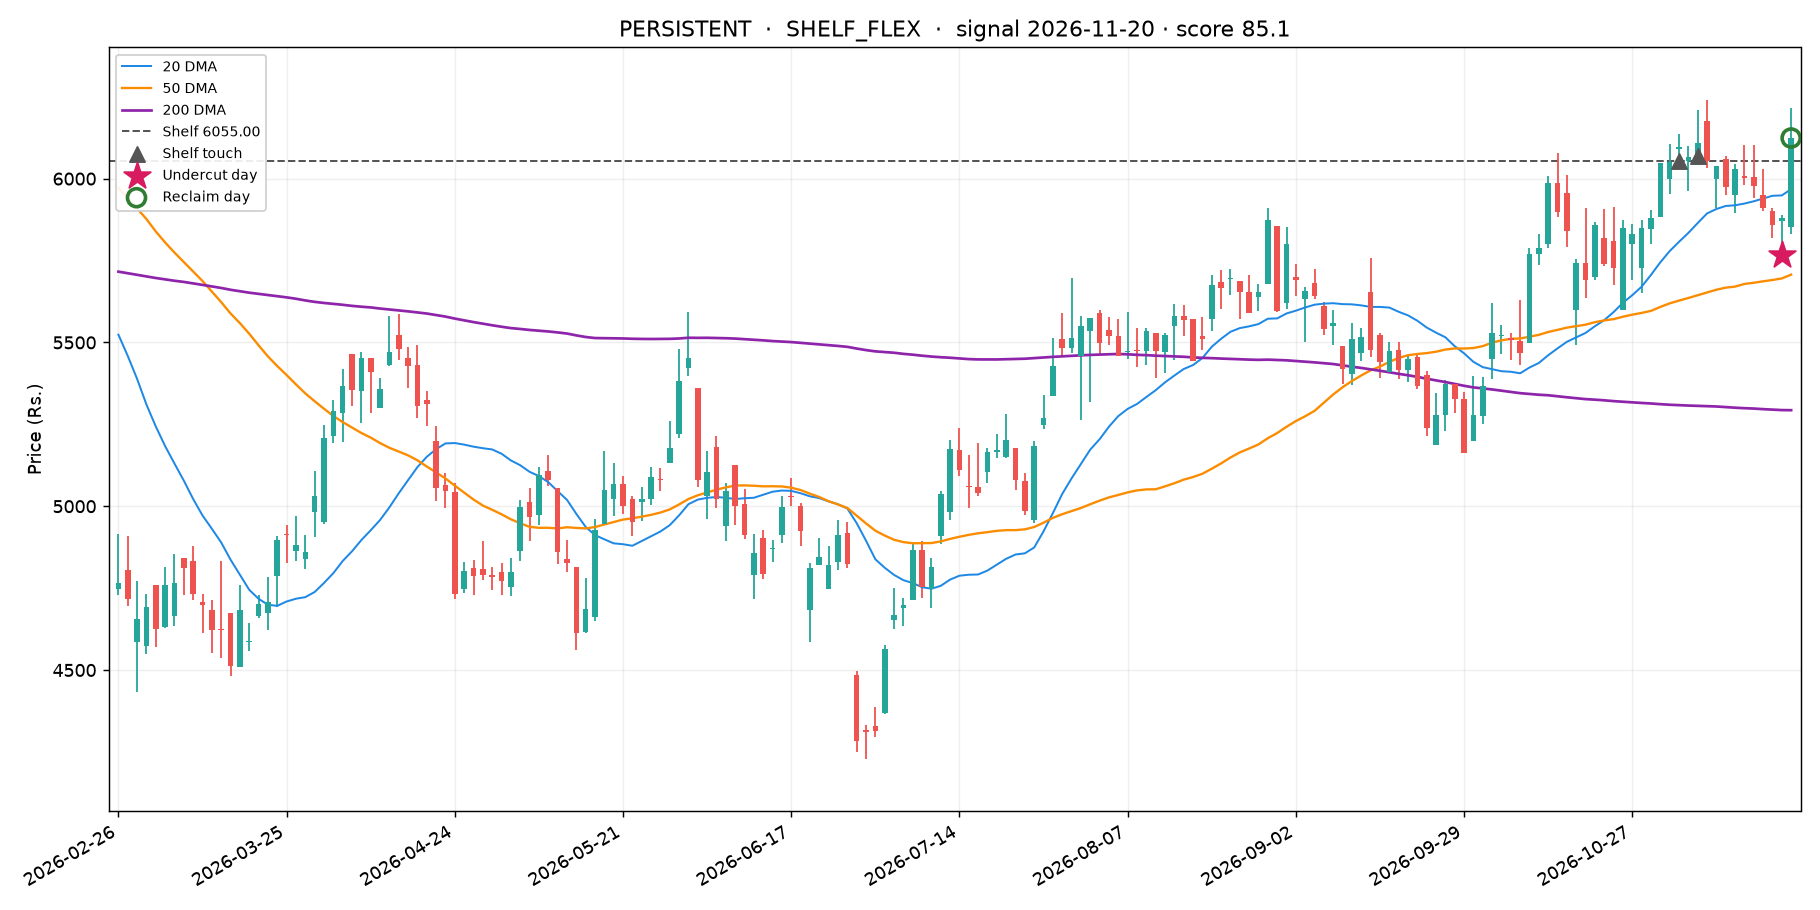 PERSISTENT · SHELF_FLEX · signal 2026-11-20 · score 85.1
20 DMA
50 DMA
200 DMA
Shelf 6055.00
Shelf touch
Undercut day
Reclaim day
Price (Rs.)
6000
5500
5000
4500
2026-02-26
2026-03-25
2026-04-24
2026-05-21
2026-06-17
2026-07-14
2026-08-07
2026-09-02
2026-09-29
2026-10-27